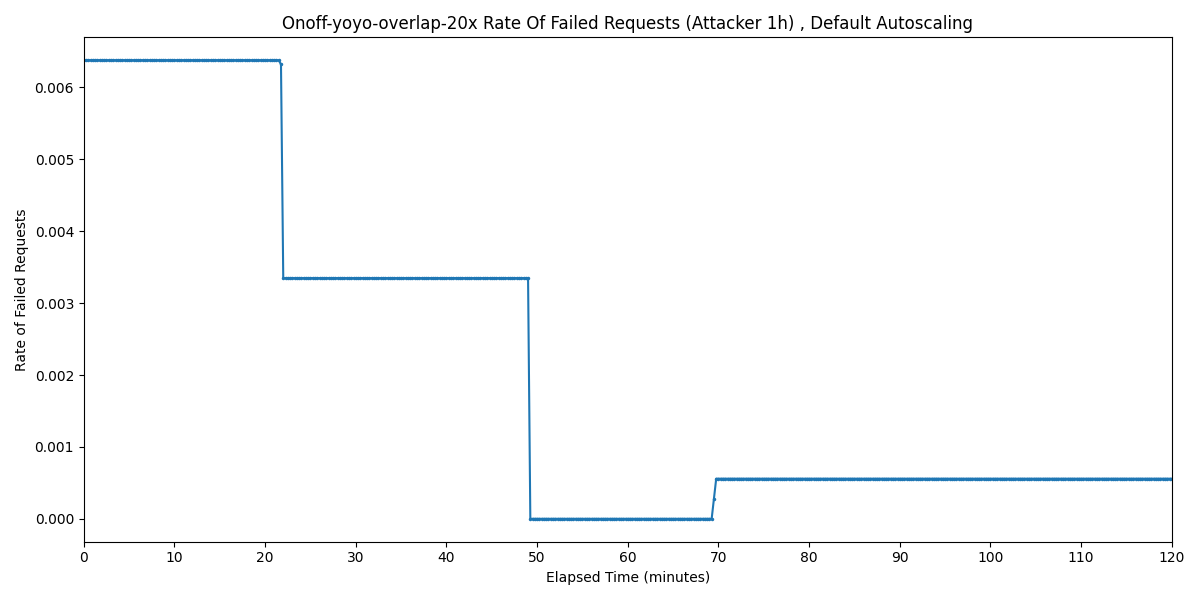 Onoff-yoyo-overlap-20x Rate Of Failed Requests (Attacker 1h) , Default Autoscaling
Rate of Failed Requests
0.006
0.005
0.004
0.003
0.002
0.001
0.000
0 10 20 30 40 50 60 70 80 90 100 110 120
Elapsed Time (minutes)